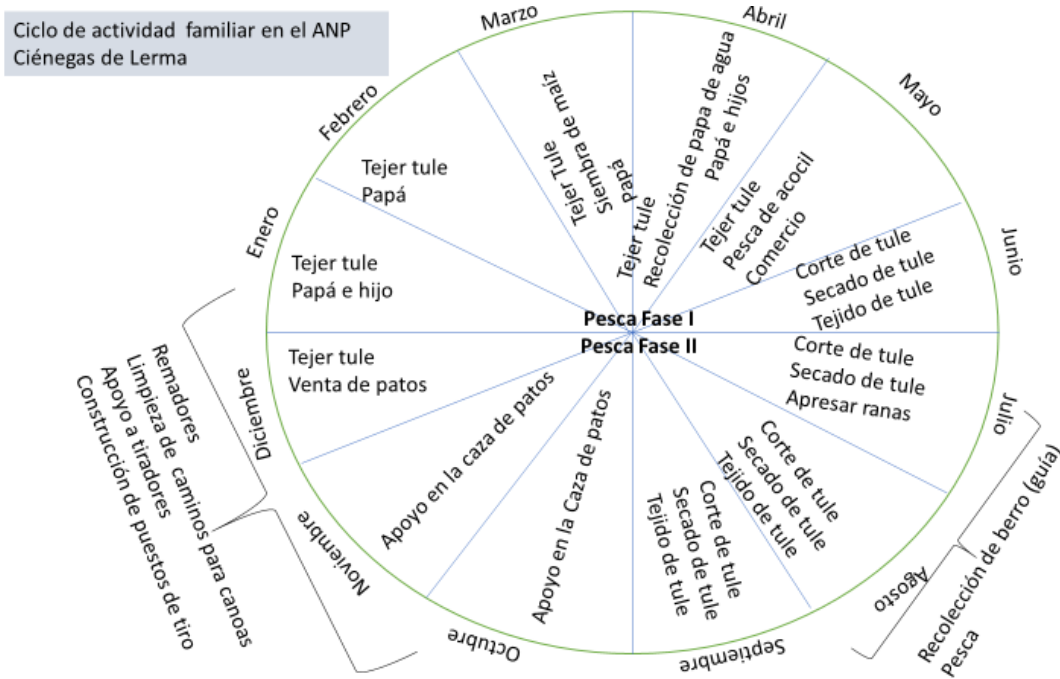 Ciclo de actividad  familiar en el ANP
Ciénegas de Lerma
Enero
Tejer tule
Papá e hijo
Febrero
Tejer tule
Papá
Marzo
Tejer Tule
Siembra de maíz
Papá
Abril
Tejer tule
Recolección de papa de agua
Papá e hijos
Mayo
Tejer tule
Pesca de acocil
Comercio
Junio
Corte de tule
Secado de tule
Tejido de tule
Pesca Fase I
Pesca Fase II
Julio
Corte de tule
Secado de tule
Apresar ranas
Agosto
Corte de tule
Secado de tule
Tejido de tule
Septiembre
Corte de tule
Secado de tule
Tejido de tule
Octubre
Apoyo en la Caza de patos
Noviembre
Apoyo en la caza de patos
Diciembre
Tejer tule
Venta de patos
Remadores
Limpieza de  caminos para canoas
Apoyo a tiradores
Construcción de puestos de tiro
Recolección de berro (guía)
Pesca